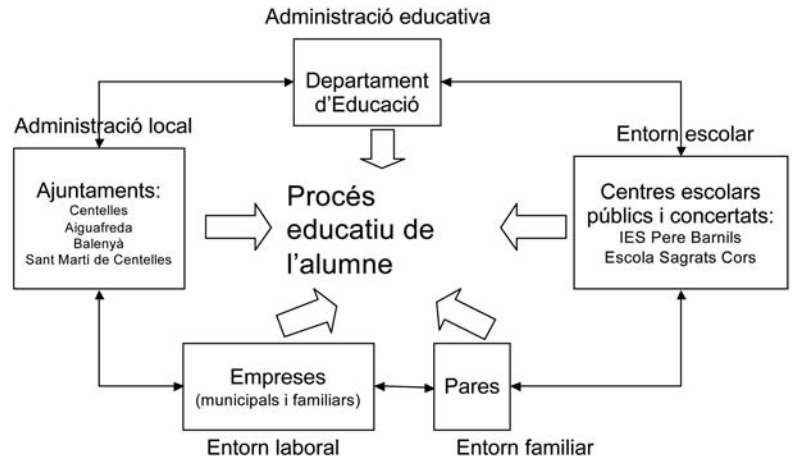 Administració educativa
Departament
d'Educació
Administració local
Entorn escolar
Ajuntaments:
Centelles
Aiguafreda
Balenyà
Sant Martí de Centelles
Procés
educatiu de
l'alumne
Centres escolars
públics i concertats:
IES Pere Barnils
Escola Sagrats Cors
Empreses
(municipals i familiars)
Pares
Entorn laboral
Entorn familiar